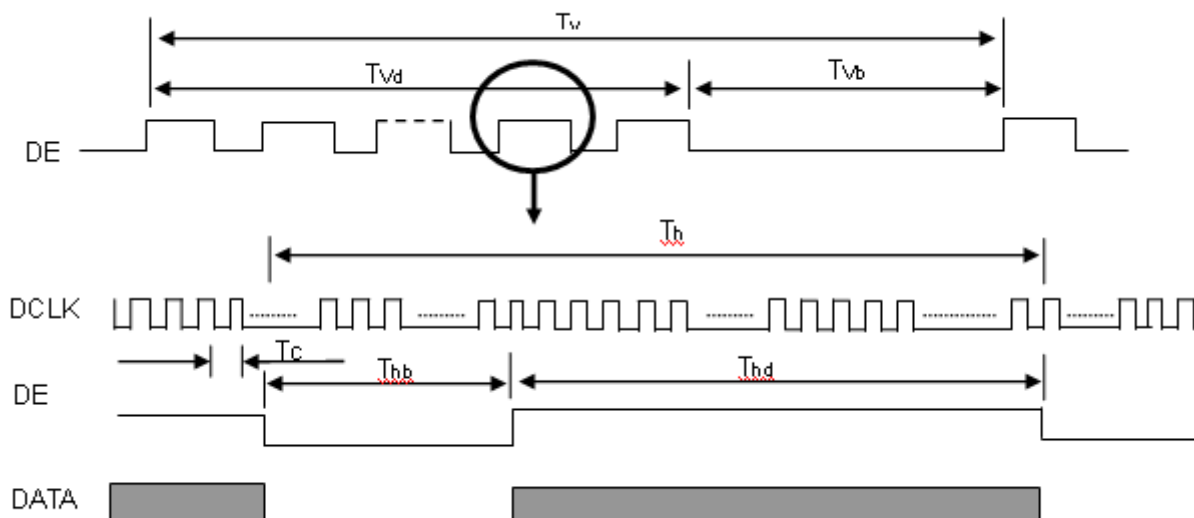 Tv
TVd
TVb
DE
Th
DCLK
Tc
Thb
Thd
DE
DATA